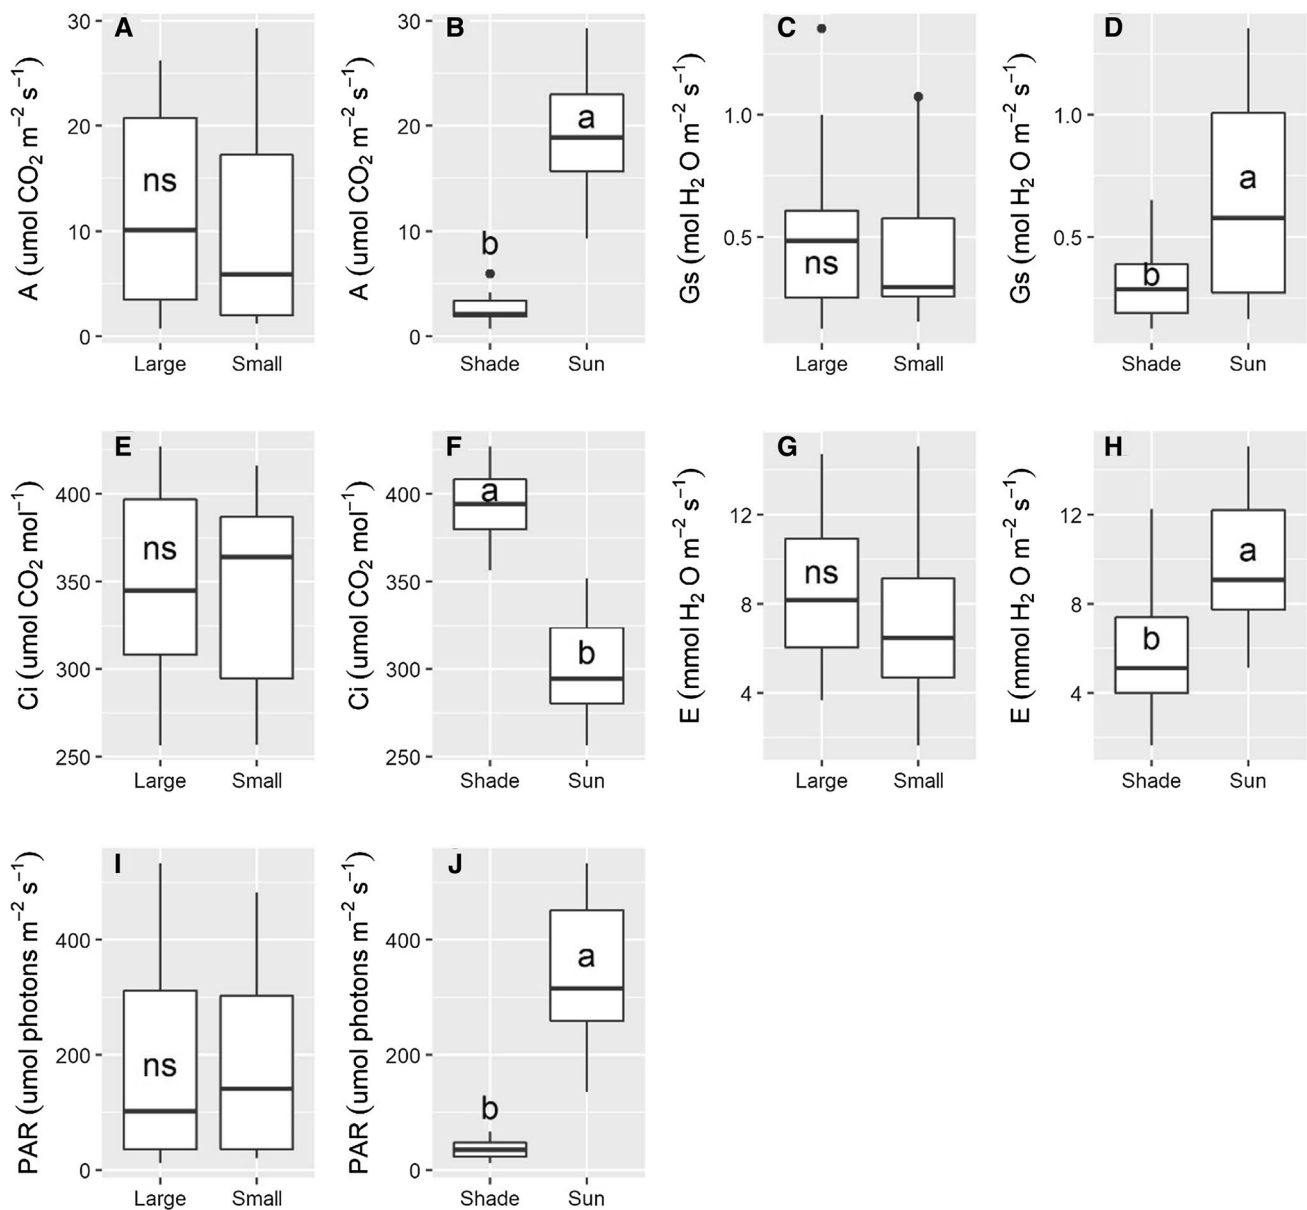 A
A (umol CO₂ m⁻² s⁻¹)
30
20
10
0
ns
Large Small
B
A (umol CO₂ m⁻² s⁻¹)
30
20
10
0
b
a
Shade Sun
C
Gs (mol H₂ O m⁻² s⁻¹)
1.0
0.5
ns
Large Small
D
Gs (mol H₂ O m⁻² s⁻¹)
1.0
0.5
b
a
Shade Sun
E
Ci (umol CO₂ mol⁻¹)
400
350
300
250
ns
Large Small
F
Ci (umol CO₂ mol⁻¹)
400
350
300
250
a
b
Shade Sun
G
E (mmol H₂ O m⁻² s⁻¹)
12
8
4
ns
Large Small
H
E (mmol H₂ O m⁻² s⁻¹)
12
8
4
b
a
Shade Sun
I
PAR (umol photons m⁻² s⁻¹)
400
200
0
ns
Large Small
J
PAR (umol photons m⁻² s⁻¹)
400
200
0
b
a
Shade Sun